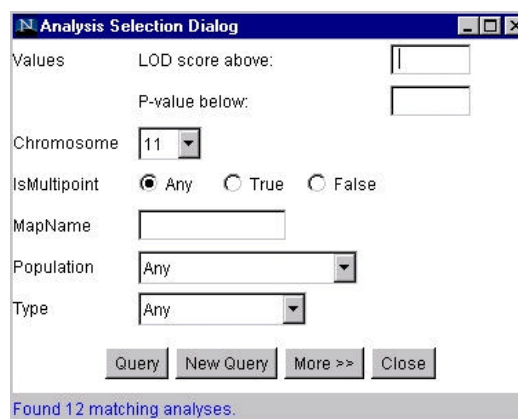 Analysis Selection Dialog
Values LOD score above:
P-value below:
Chromosome 11
IsMultipoint Any True False
MapName
Population Any
Type Any
Query New Query More >> Close
Found 12 matching analyses.